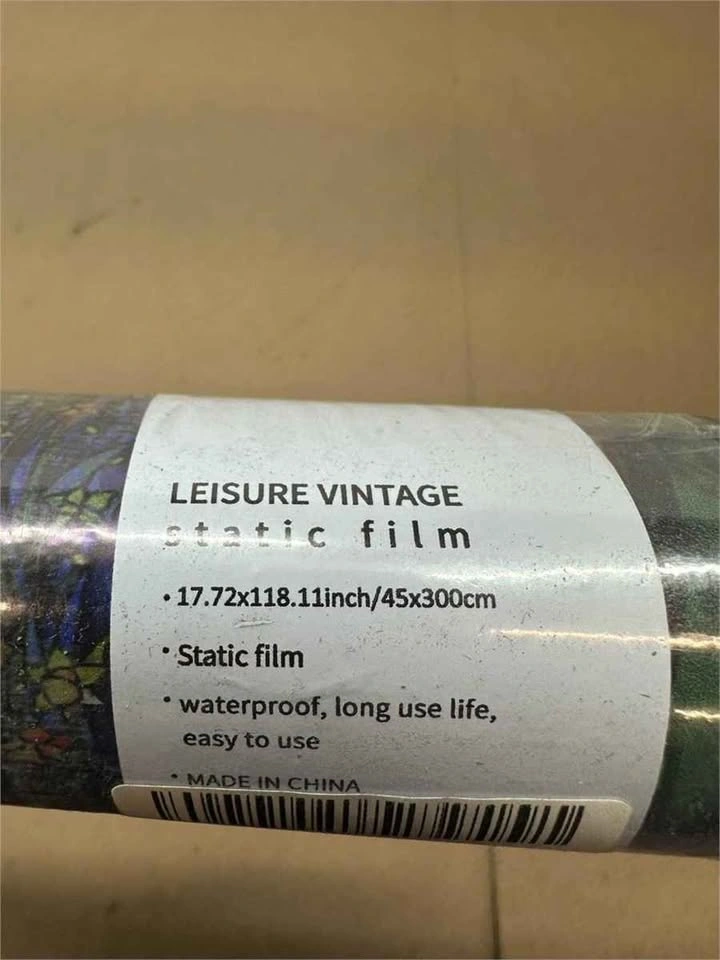 LEISURE VINTAGE
static film
• 17.72x118.11inch/45x300cm
• Static film
• waterproof, long use life,
easy to use
• MADE IN CHINA